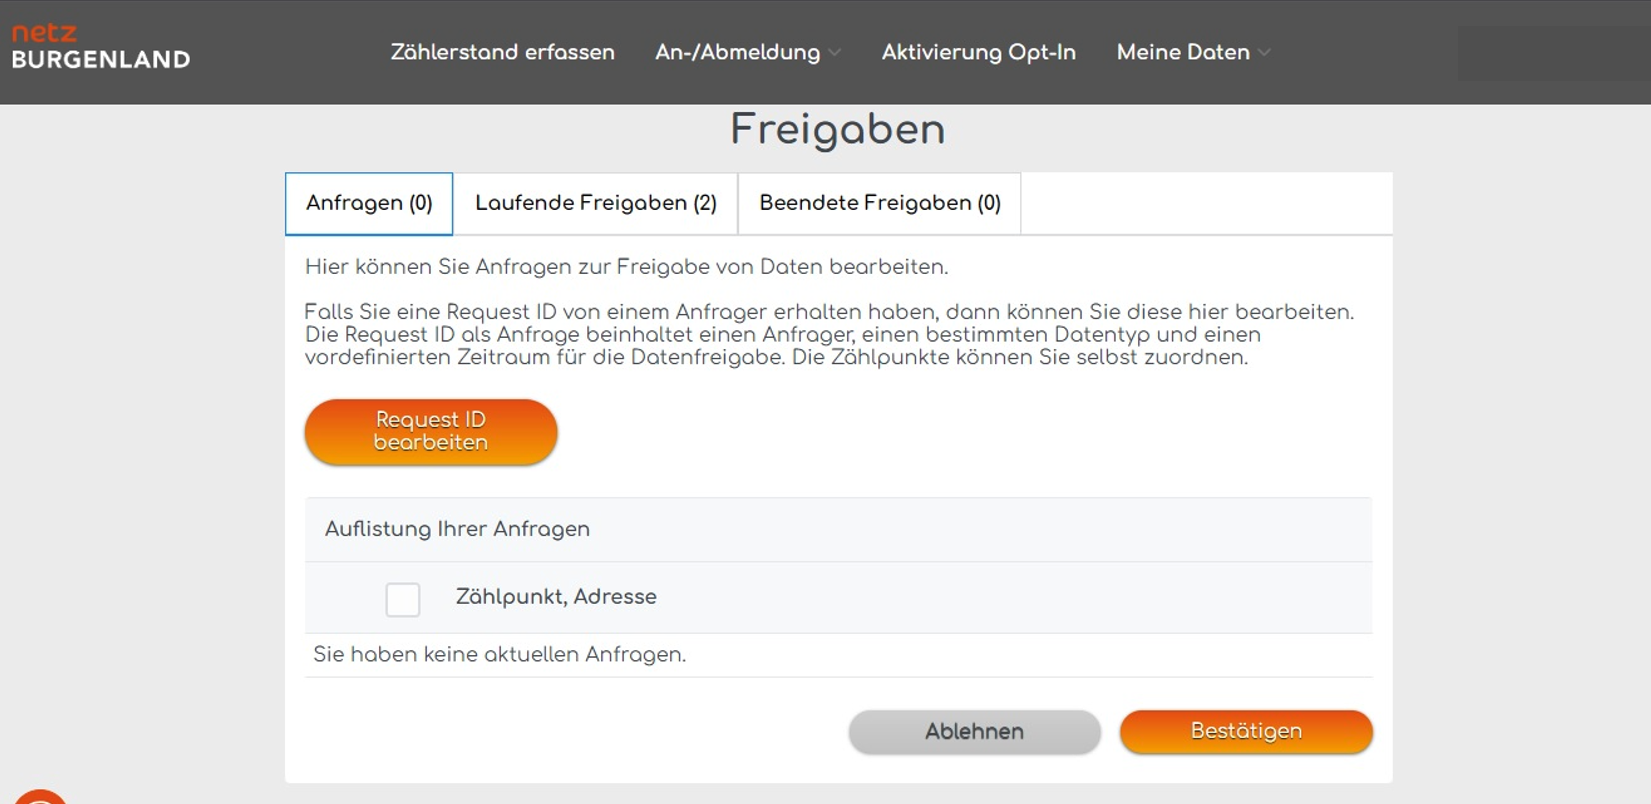 netz
BURGENLAND
Zählerstand erfassen
An-/Abmeldung
Aktivierung Opt-In
Meine Daten
Freigaben
Anfragen (0)
Laufende Freigaben (2)
Beendete Freigaben (0)
Hier können Sie Anfragen zur Freigabe von Daten bearbeiten.
Falls Sie eine Request ID von einem Anfrager erhalten haben, dann können Sie diese hier bearbeiten.
Die Request ID als Anfrage beinhaltet einen Anfrager, einen bestimmten Datentyp und einen
vordefinierten Zeitraum für die Datenfreigabe. Die Zählpunkte können Sie selbst zuordnen.
Request ID
bearbeiten
Auflistung Ihrer Anfragen
Zählpunkt, Adresse
Sie haben keine aktuellen Anfragen.
Ablehnen
Bestätigen